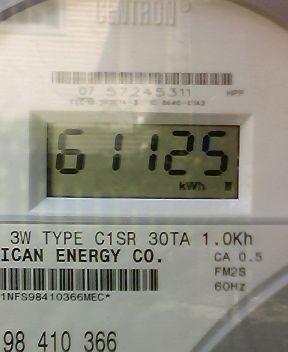 CENTRON®
07 57245311 HPP
61125
kWh
3W TYPE C1SR 30TA 1.0Kh
ICAN ENERGY CO. CA 0.5
FM2S
1NFS98410366MEC* 60Hz
98 410 366